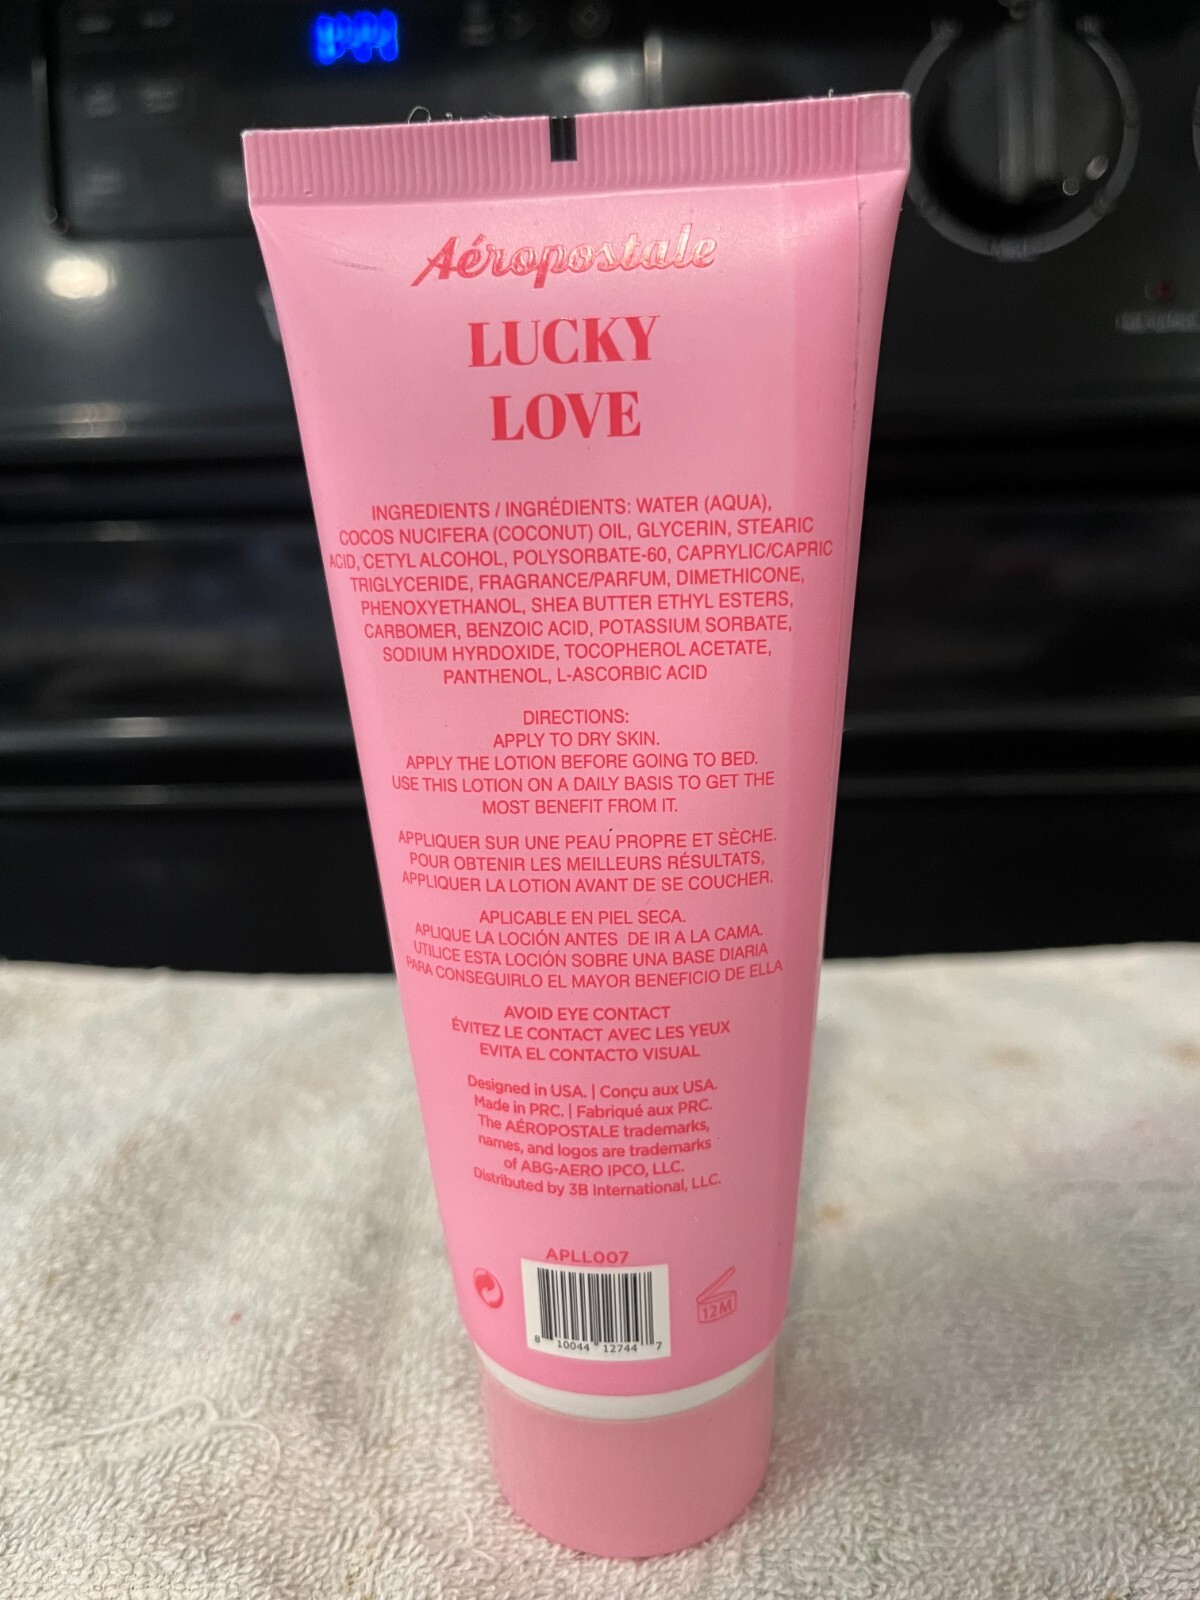 Aéropostale
LUCKY
LOVE
INGREDIENTS / INGRÉDIENTS: WATER (AQUA),
COCOS NUCIFERA (COCONUT) OIL, GLYCERIN, STEARIC
ACID, CETYL ALCOHOL, POLYSORBATE-60, CAPRYLIC/CAPRIC
TRIGLYCERIDE, FRAGRANCE/PARFUM, DIMETHICONE,
PHENOXYETHANOL, SHEA BUTTER ETHYL ESTERS,
CARBOMER, BENZOIC ACID, POTASSIUM SORBATE,
SODIUM HYRDOXIDE, TOCOPHEROL ACETATE,
PANTHENOL, L-ASCORBIC ACID
DIRECTIONS:
APPLY TO DRY SKIN.
APPLY THE LOTION BEFORE GOING TO BED.
USE THIS LOTION ON A DAILY BASIS TO GET THE
MOST BENEFIT FROM IT.
APPLIQUER SUR UNE PEAU PROPRE ET SÈCHE.
POUR OBTENIR LES MEILLEURS RÉSULTATS,
APPLIQUER LA LOTION AVANT DE SE COUCHER.
APLICABLE EN PIEL SECA.
APLIQUE LA LOCIÓN ANTES DE IR A LA CAMA.
UTILICE ESTA LOCIÓN SOBRE UNA BASE DIARIA
PARA CONSEGUIRLO EL MAYOR BENEFICIO DE ELLA
AVOID EYE CONTACT
ÉVITEZ LE CONTACT AVEC LES YEUX
EVITA EL CONTACTO VISUAL
Designed in USA. | Conçu aux USA.
Made in PRC. | Fabriqué aux PRC.
The AÉROPOSTALE trademarks,
names, and logos are trademarks
of ABG-AERO IPCO, LLC.
Distributed by 3B International, LLC.
APLL007
8 10044 12744 7
12M